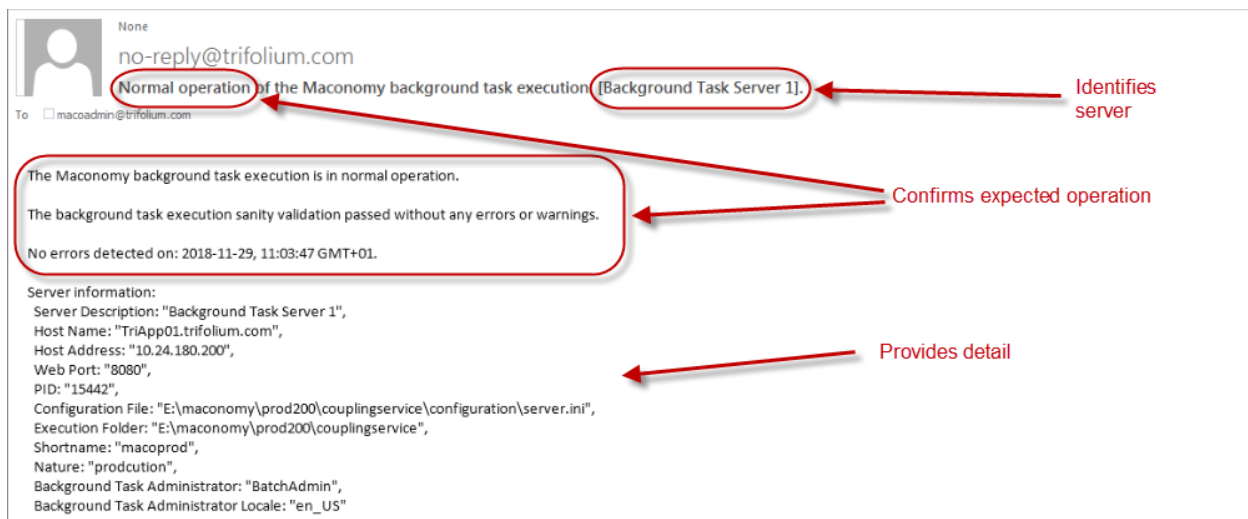 None
no-reply@trifolium.com
Normal operation of the Maconomy background task execution [Background Task Server 1].
Identifies
server
To macoadmin@trifolium.com
The Maconomy background task execution is in normal operation.
Confirms expected operation
The background task execution sanity validation passed without any errors or warnings.
No errors detected on: 2018-11-29, 11:03:47 GMT+01.
Server information:
Server Description: "Background Task Server 1",
Host Name: "TriApp01.trifolium.com",
Host Address: "10.24.180.200",
Provides detail
Web Port: "8080",
PID: "15442",
Configuration File: "E:\maconomy\prod200\couplingservice\configuration\server.ini",
Execution Folder: "E:\maconomy\prod200\couplingservice",
Shortname: "macoprod",
Nature: "prodcution",
Background Task Administrator: "BatchAdmin",
Background Task Administrator Locale: "en_US"